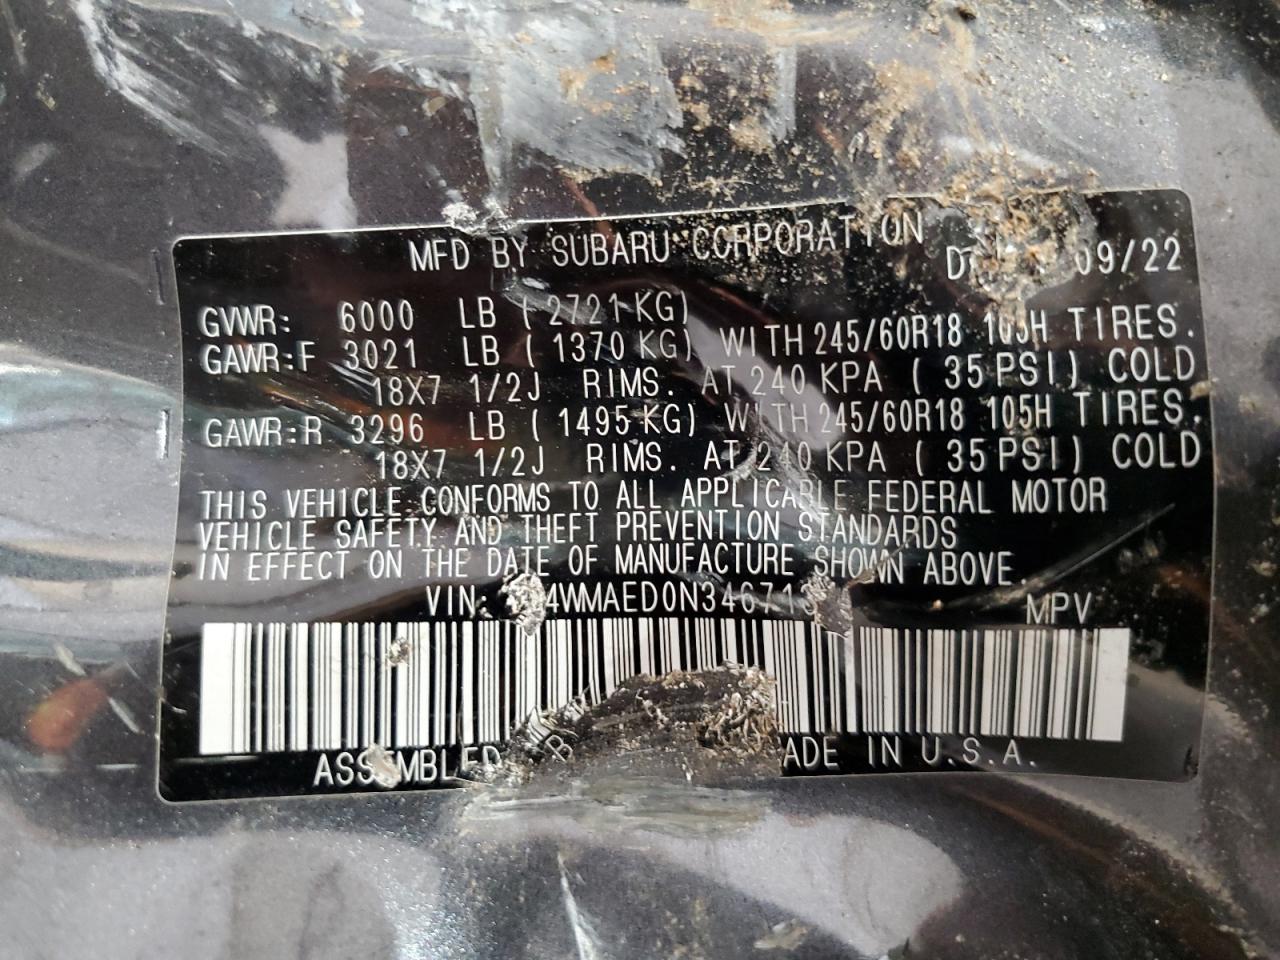 MFD BY SUBARU CORPORATION
09/22
GVWR: 6000 LB ( 2721 KG)
GAWR:F 3021 LB ( 1370 KG) WITH 245/60R18 105H TIRES.
18X7 1/2J RIMS. AT 240 KPA ( 35 PSI) COLD
GAWR:R 3296 LB ( 1495 KG) WITH 245/60R18 105H TIRES.
18X7 1/2J RIMS. AT 240 KPA ( 35 PSI) COLD
THIS VEHICLE CONFORMS TO ALL APPLICABLE FEDERAL MOTOR
VEHICLE SAFETY AND THEFT PREVENTION STANDARDS
IN EFFECT ON THE DATE OF MANUFACTURE SHOWN ABOVE.
VIN: MPV
ASSEMBLED IN U.S.A.